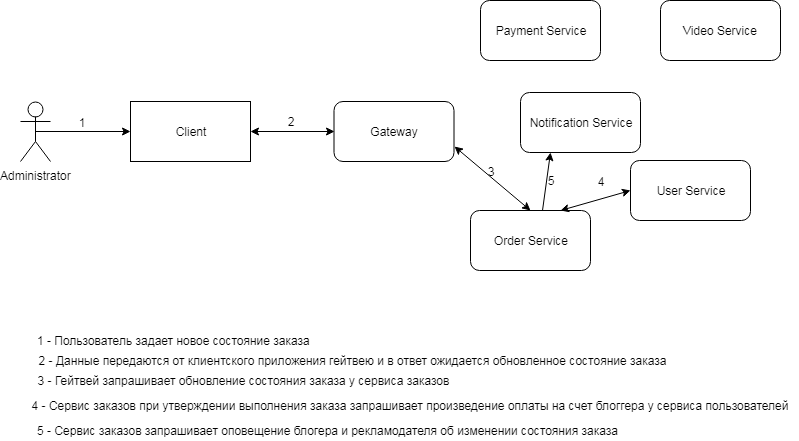 Payment Service
Video Service
Notification Service
1
Client
2
Gateway
3
5
4
User Service
Administrator
Order Service
1 - Пользователь задает новое состояние заказа
2 - Данные передаются от клиентского приложения гейтвею и в ответ ожидается обновленное состояние заказа
3 - Гейтвей запрашивает обновление состояния заказа у сервиса заказов
4 - Сервис заказов при утверждении выполнения заказа запрашивает произведение оплаты на счет блоггера у сервиса пользователей
5 - Сервис заказов запрашивает оповещение блогера и рекламодателя об изменении состояния заказа